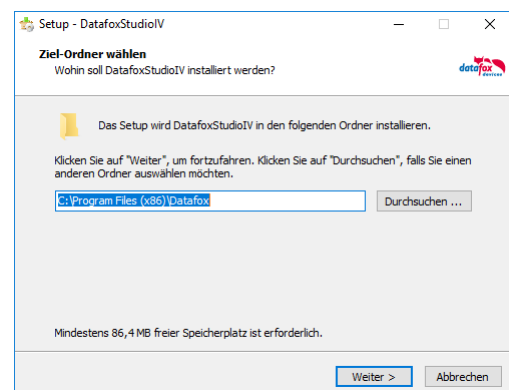 Setup - DatafoxStudioIV
Ziel-Ordner wählen
Wohin soll DatafoxStudioIV installiert werden?
datafox
devices
Das Setup wird DatafoxStudioIV in den folgenden Ordner installieren.
Klicken Sie auf "Weiter", um fortzufahren. Klicken Sie auf "Durchsuchen", falls Sie einen
anderen Ordner auswählen möchten.
C:\Program Files (x86)\Datafox
Durchsuchen ...
Mindestens 86,4 MB freier Speicherplatz ist erforderlich.
Weiter >
Abbrechen